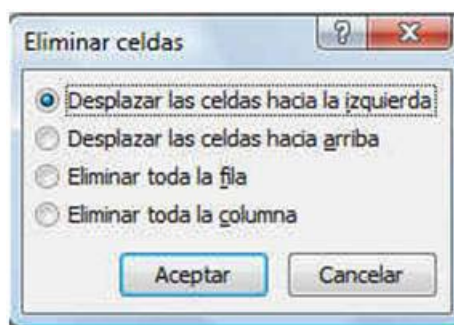 Eliminar celdas
Desplazar las celdas hacia la izquierda
Desplazar las celdas hacia arriba
Eliminar toda la fila
Eliminar toda la columna
Aceptar Cancelar